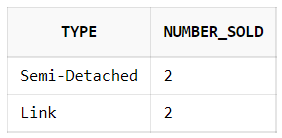 TYPE NUMBER_SOLD
Semi-Detached 2
Link 2